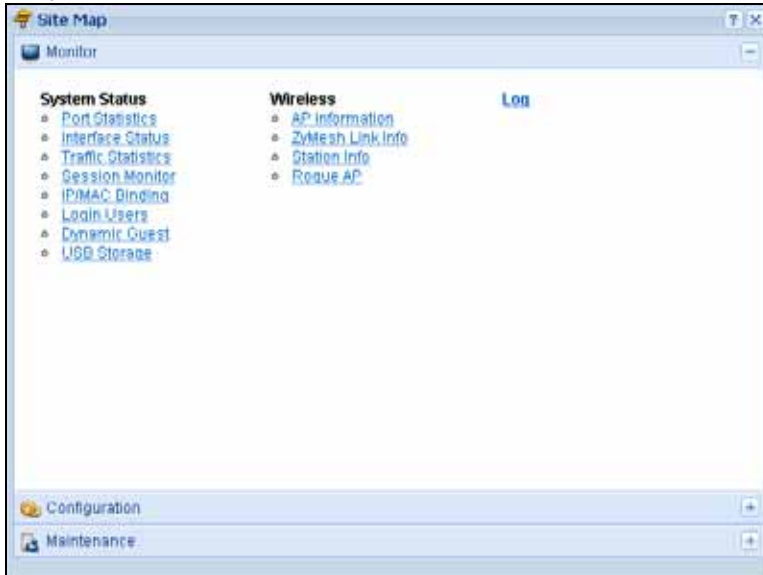 Site Map
Monitor
System Status
Port Statistics
Interface Status
Traffic Statistics
Session Monitor
IP/MAC Binding
Login Users
Dynamic Guest
USB Storage
Wireless
AP Information
ZyMesh Link Info
Station Info
Rogue AP
Log
Configuration
Maintenance